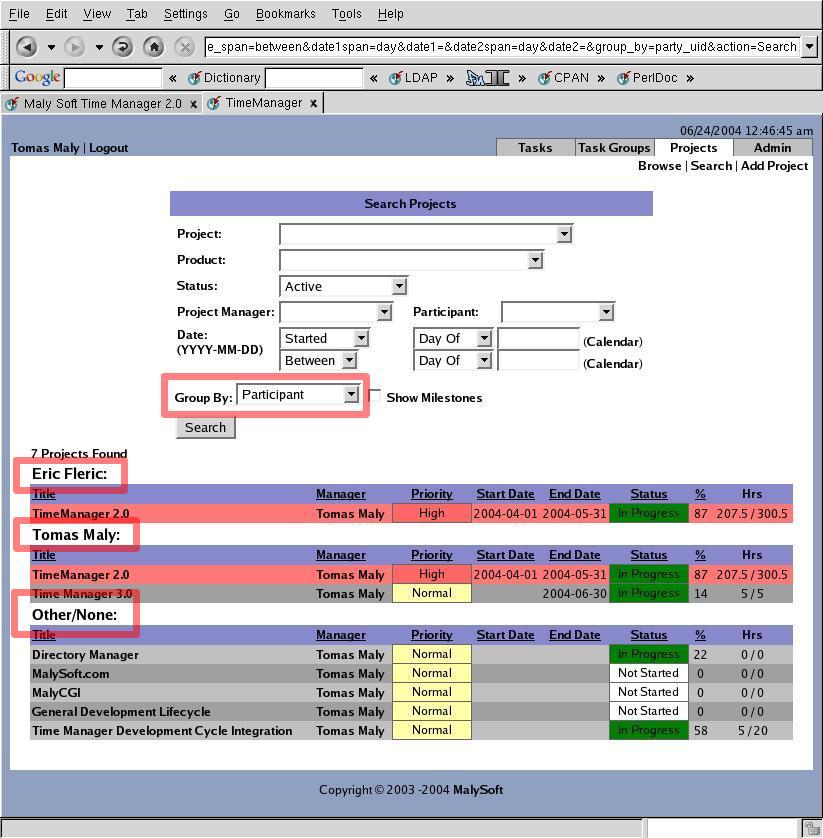 File Edit View Tab Settings Go Bookmarks Tools Help
e_span=between&date1span=day&date1=&date2span=day&date2=&group_by=party_uid&action=Search
Google « Dictionary « LDAP » » CPAN » PerlDoc »
Maly Soft Time Manager 2.0 x TimeManager x
06/24/2004 12:46:45 am
Tomas Maly | Logout Tasks Task Groups Projects Admin
Browse | Search | Add Project
Search Projects
Project:
Product:
Status: Active
Project Manager: Participant:
Date: Started Day Of (Calendar)
(YYYY-MM-DD) Between Day Of (Calendar)
Group By: Participant Show Milestones
Search
7 Projects Found
Eric Fleric:
Title Manager Priority Start Date End Date Status % Hrs
TimeManager 2.0 Tomas Maly High 2004-04-01 2004-05-31 In Progress 87 207.5/300.5
Tomas Maly:
Title Manager Priority Start Date End Date Status % Hrs
TimeManager 2.0 Tomas Maly High 2004-04-01 2004-05-31 In Progress 87 207.5/300.5
Time Manager 3.0 Tomas Maly Normal 2004-06-30 In Progress 14 5/5
Other/None:
Title Manager Priority Start Date End Date Status % Hrs
Directory Manager Tomas Maly Normal In Progress 22 0/0
MalySoft.com Tomas Maly Normal Not Started 0 0/0
MalyCGI Tomas Maly Normal Not Started 0 0/0
General Development Lifecycle Tomas Maly Normal Not Started 0 0/0
Time Manager Development Cycle Integration Tomas Maly Normal In Progress 58 5/20
Copyright © 2003 -2004 MalySoft